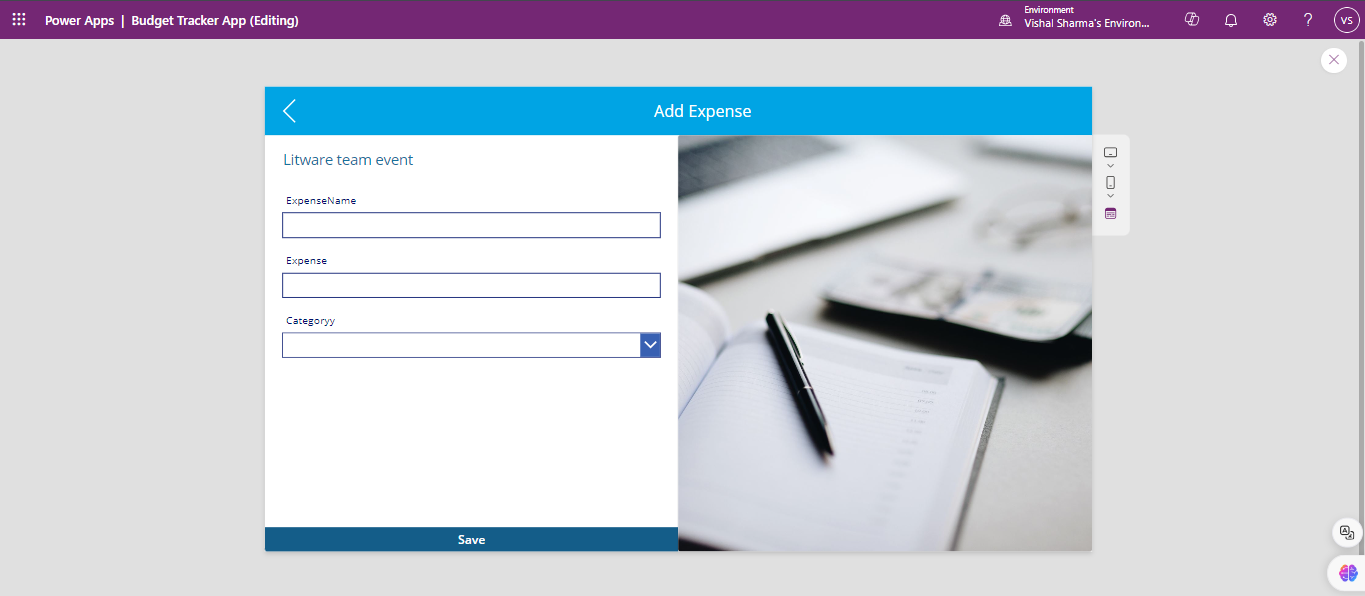 Power Apps | Budget Tracker App (Editing)
Environment
Vishal Sharma's Environ...
?
VS
Add Expense
Litware team event
ExpenseName
Expense
Categoryy
Save